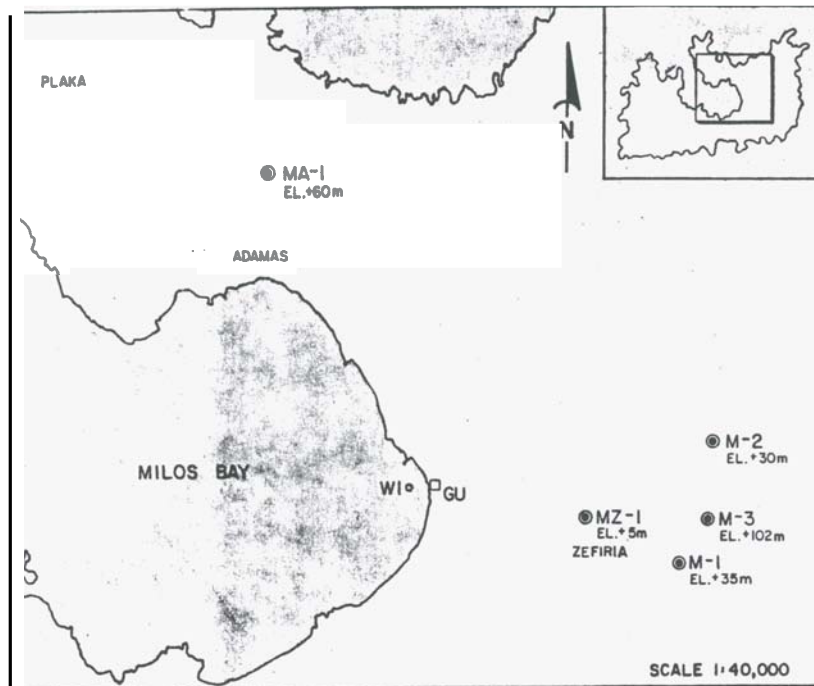 PLAKA
N
MA-1
EL.+60m
ADAMAS
M-2
EL.+30m
MILOS BAY
WI
GU
MZ-1
EL.+5m
ZEFIRIA
M-3
EL.+102m
M-1
EL.+35m
SCALE 1:40,000